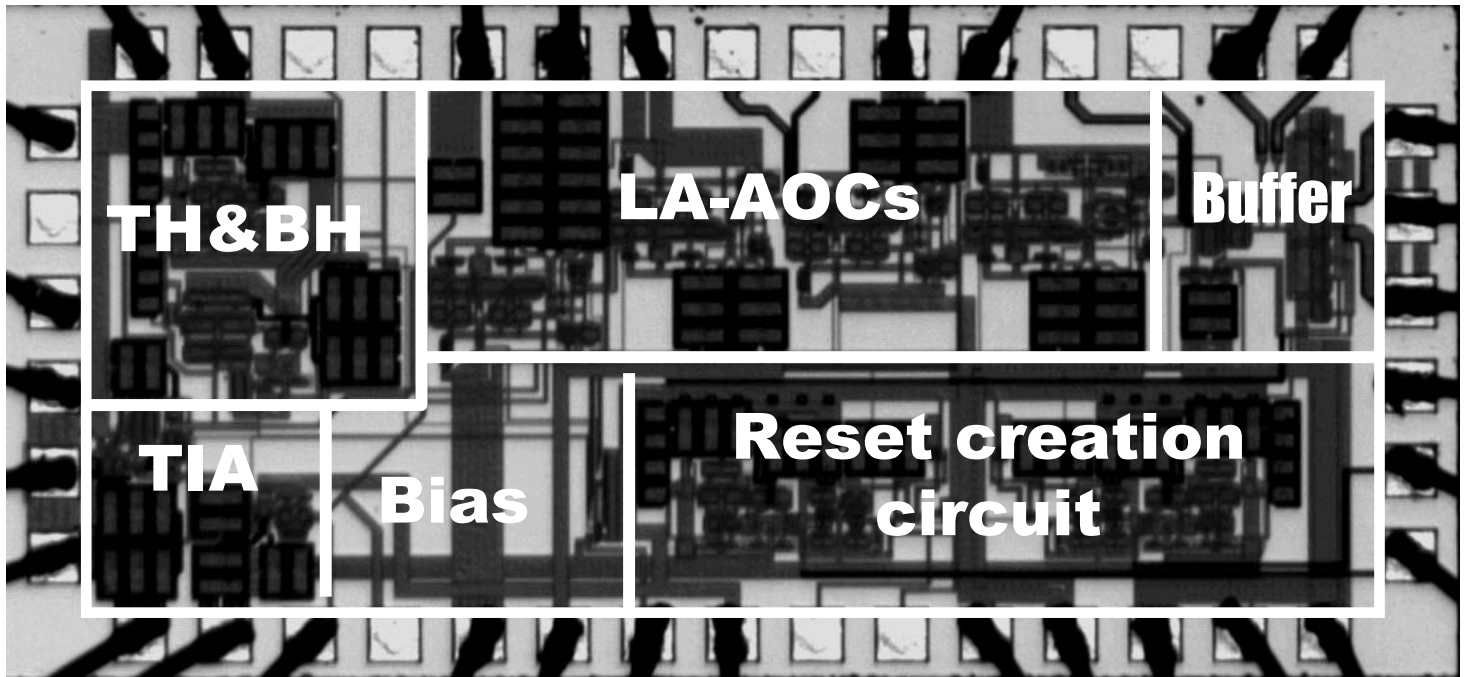 TH&BH
LA-AOCs
Buffer
TIA
Bias
Reset creation
circuit